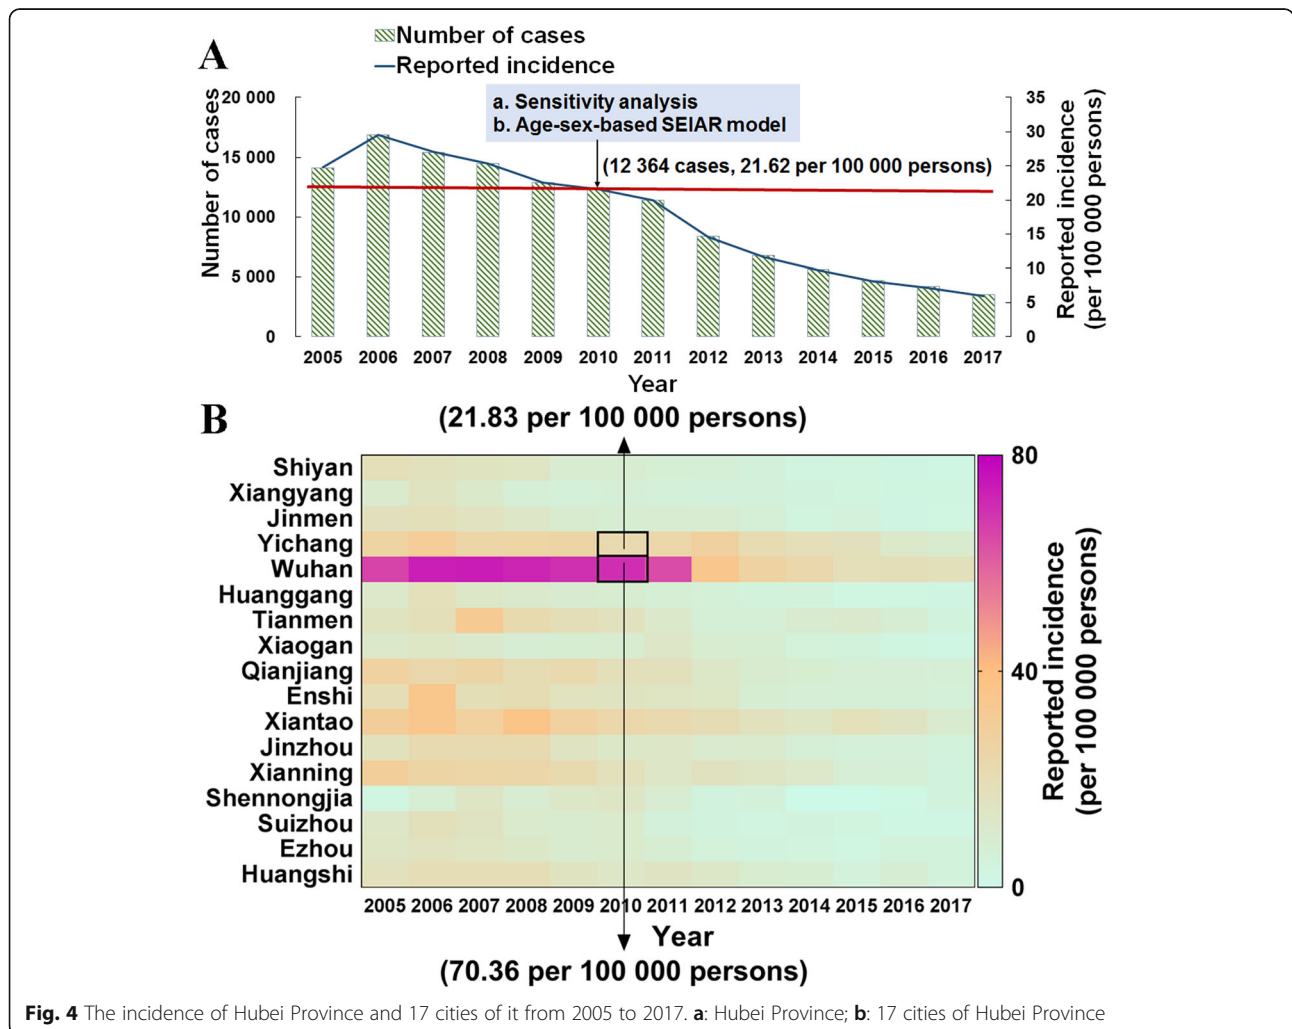 A
Number of cases
Reported incidence
a. Sensitivity analysis
b. Age-sex-based SEIAR model
(12 364 cases, 21.62 per 100 000 persons)
Number of cases
20 000
15 000
10 000
5 000
0
35
30
25
20
15
10
5
0
Reported incidence
(per 100 000 persons)
2005 2006 2007 2008 2009 2010 2011 2012 2013 2014 2015 2016 2017
Year
B
(21.83 per 100 000 persons)
Shiyan
Xiangyang
Jinmen
Yichang
Wuhan
Huanggang
Tianmen
Xiaogan
Qianjiang
Enshi
Xiantao
Jinzhou
Xianning
Shennongjia
Suizhou
Ezhou
Huangshi
80
40
0
Reported incidence
(per 100 000 persons)
2005 2006 2007 2008 2009 2010 2011 2012 2013 2014 2015 2016 2017
Year
(70.36 per 100 000 persons)
Fig. 4 The incidence of Hubei Province and 17 cities of it from 2005 to 2017. a: Hubei Province; b: 17 cities of Hubei Province